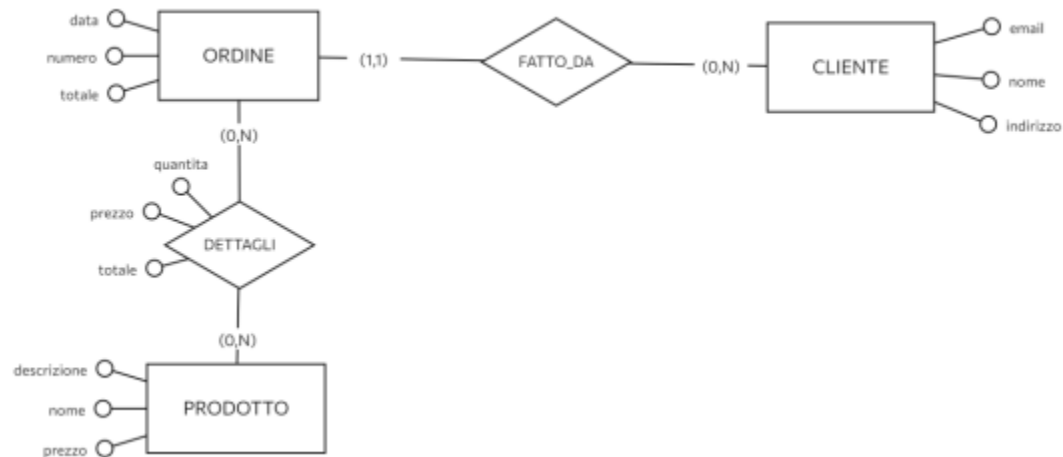 data
numero
totale
ORDINE
(1,1)
FATTO_DA
(0,N)
CLIENTE
email
nome
indirizzo
(0,N)
quantita
prezzo
totale
DETTAGLI
(0,N)
descrizione
nome
prezzo
PRODOTTO